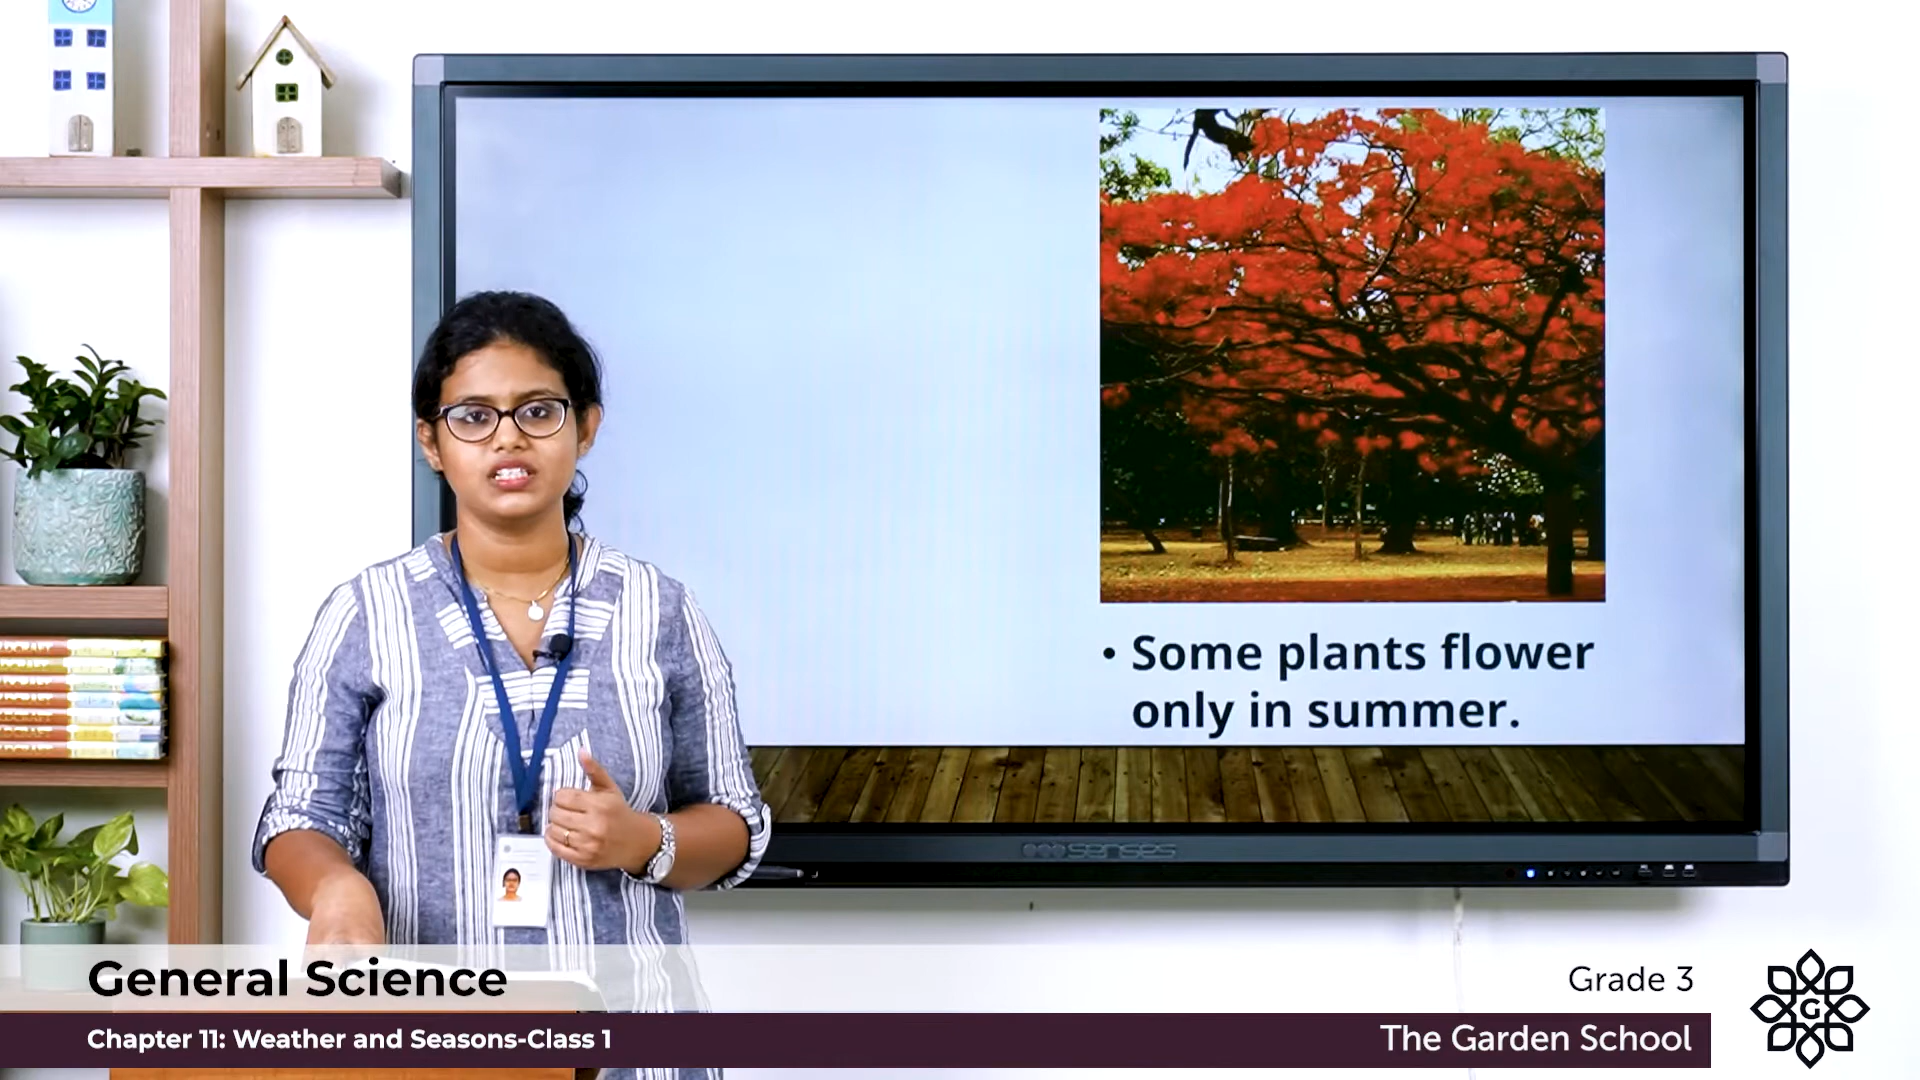 • Some plants flower
only in summer.
senses
General Science
Grade 3
Chapter 11: Weather and Seasons-Class 1
The Garden School
G